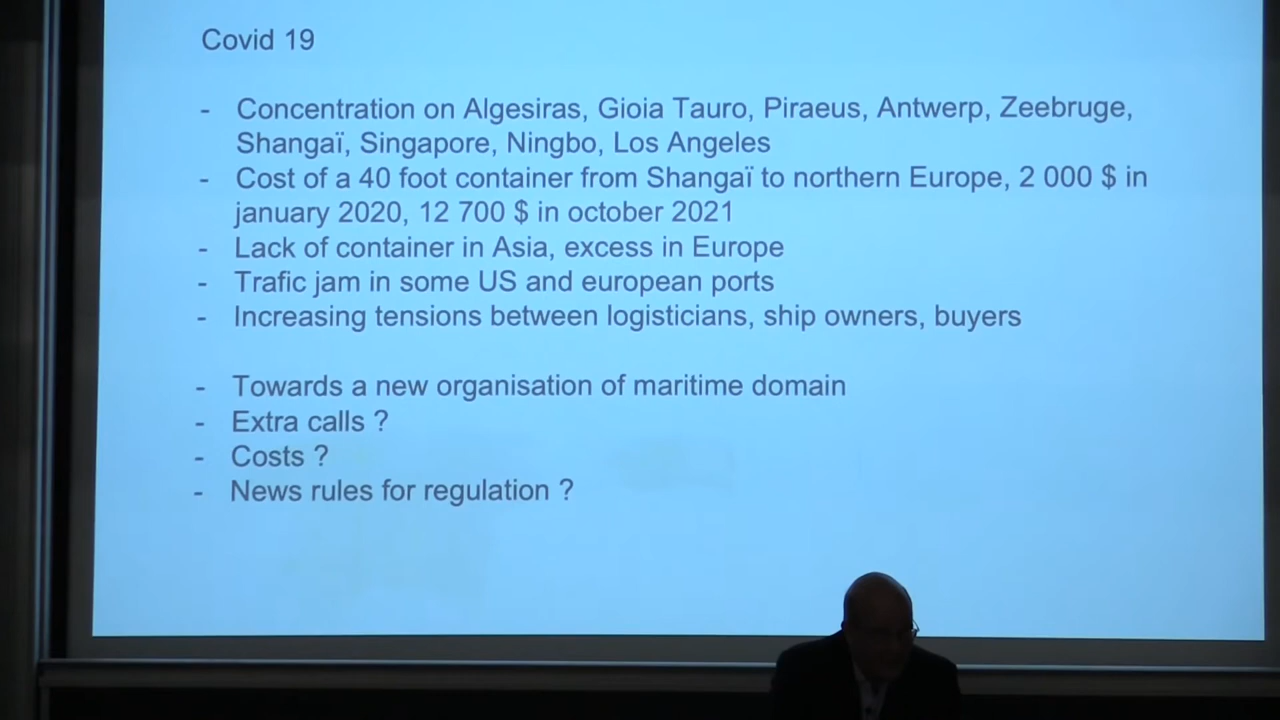 Covid 19
- Concentration on Algesiras, Gioia Tauro, Piraeus, Antwerp, Zeebruge,
Shangaï, Singapore, Ningbo, Los Angeles
- Cost of a 40 foot container from Shangaï to northern Europe, 2 000 $ in
january 2020, 12 700 $ in october 2021
- Lack of container in Asia, excess in Europe
- Trafic jam in some US and european ports
- Increasing tensions between logisticians, ship owners, buyers
- Towards a new organisation of maritime domain
- Extra calls ?
- Costs ?
- News rules for regulation ?